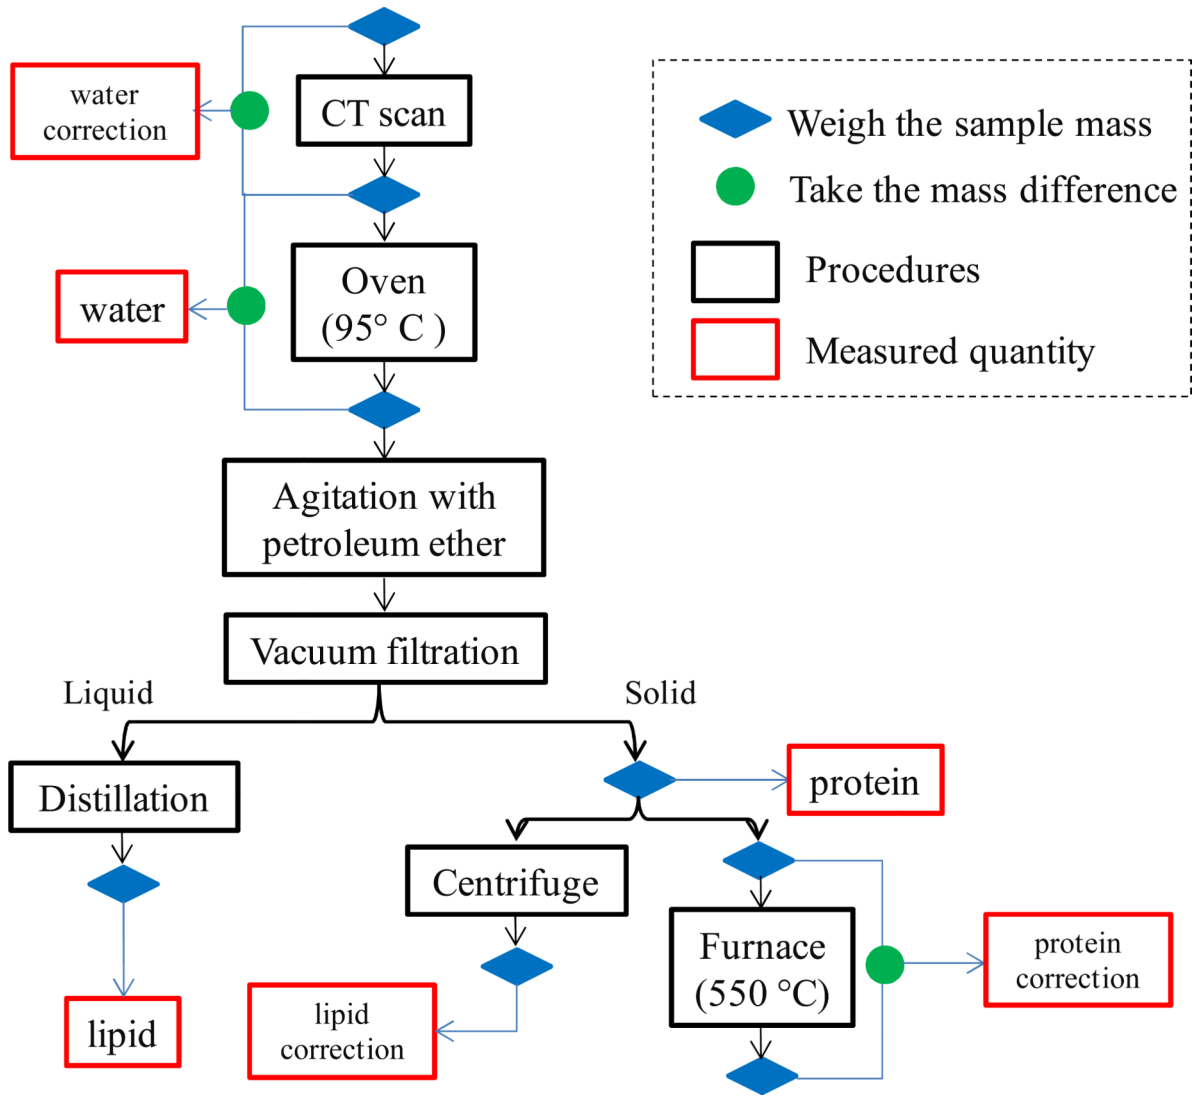 water
correction
CT scan
Weigh the sample mass
Take the mass difference
Procedures
Measured quantity
water
Oven
(95° C )
Agitation with
petroleum ether
Vacuum filtration
Liquid
Solid
Distillation
protein
Centrifuge
Furnace
(550 °C)
protein
correction
lipid
lipid
correction